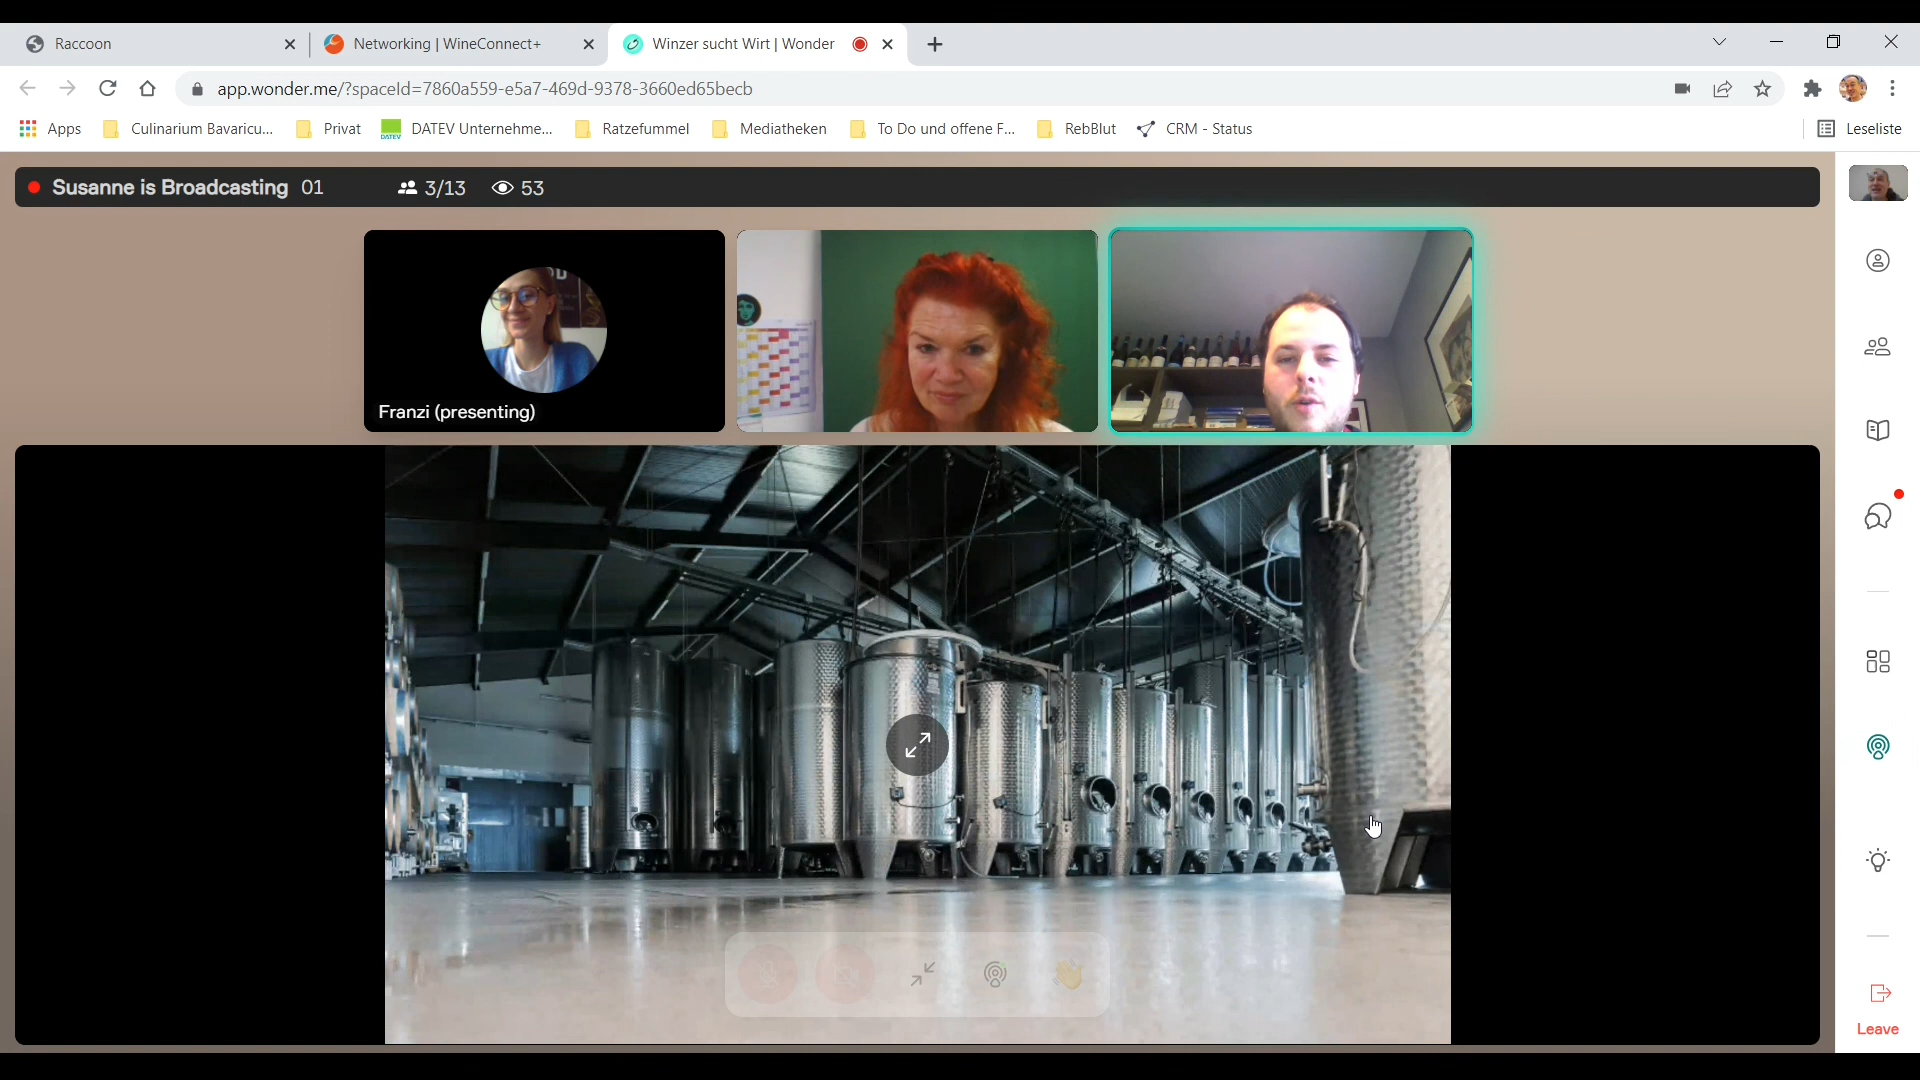 Raccoon
Networking | WineConnect+
Winzer sucht Wirt | Wonder
app.wonder.me/?spaceId=7860a559-e5a7-469d-9378-3660ed65becb
Apps
Culinarium Bavaricu...
Privat
DATEV
DATEV Unternehme...
Ratzefummel
Mediatheken
To Do und offene F...
RebBlut
CRM - Status
Leseliste
Susanne is Broadcasting 01
3/13
53
Franzi (presenting)
Leave